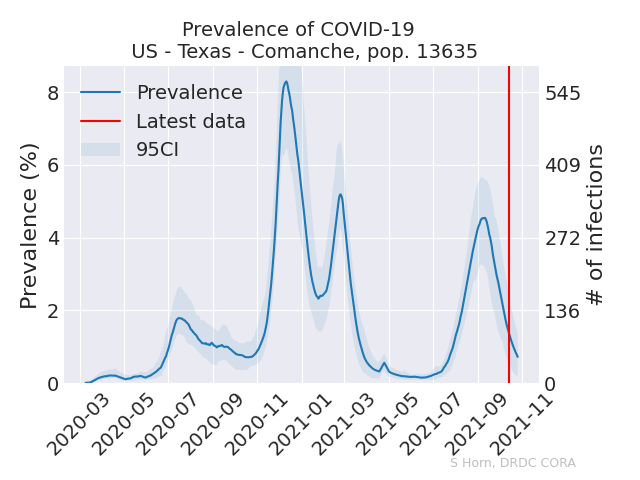 Prevalence of COVID-19
US - Texas - Comanche, pop. 13635
Prevalence (%)
8
6
4
2
0
Prevalence
Latest data
95CI
545
409
272
136
0
# of infections
2020-03
2020-05
2020-07
2020-09
2020-11
2021-01
2021-03
2021-05
2021-07
2021-09
2021-11
S Horn, DRDC CORA